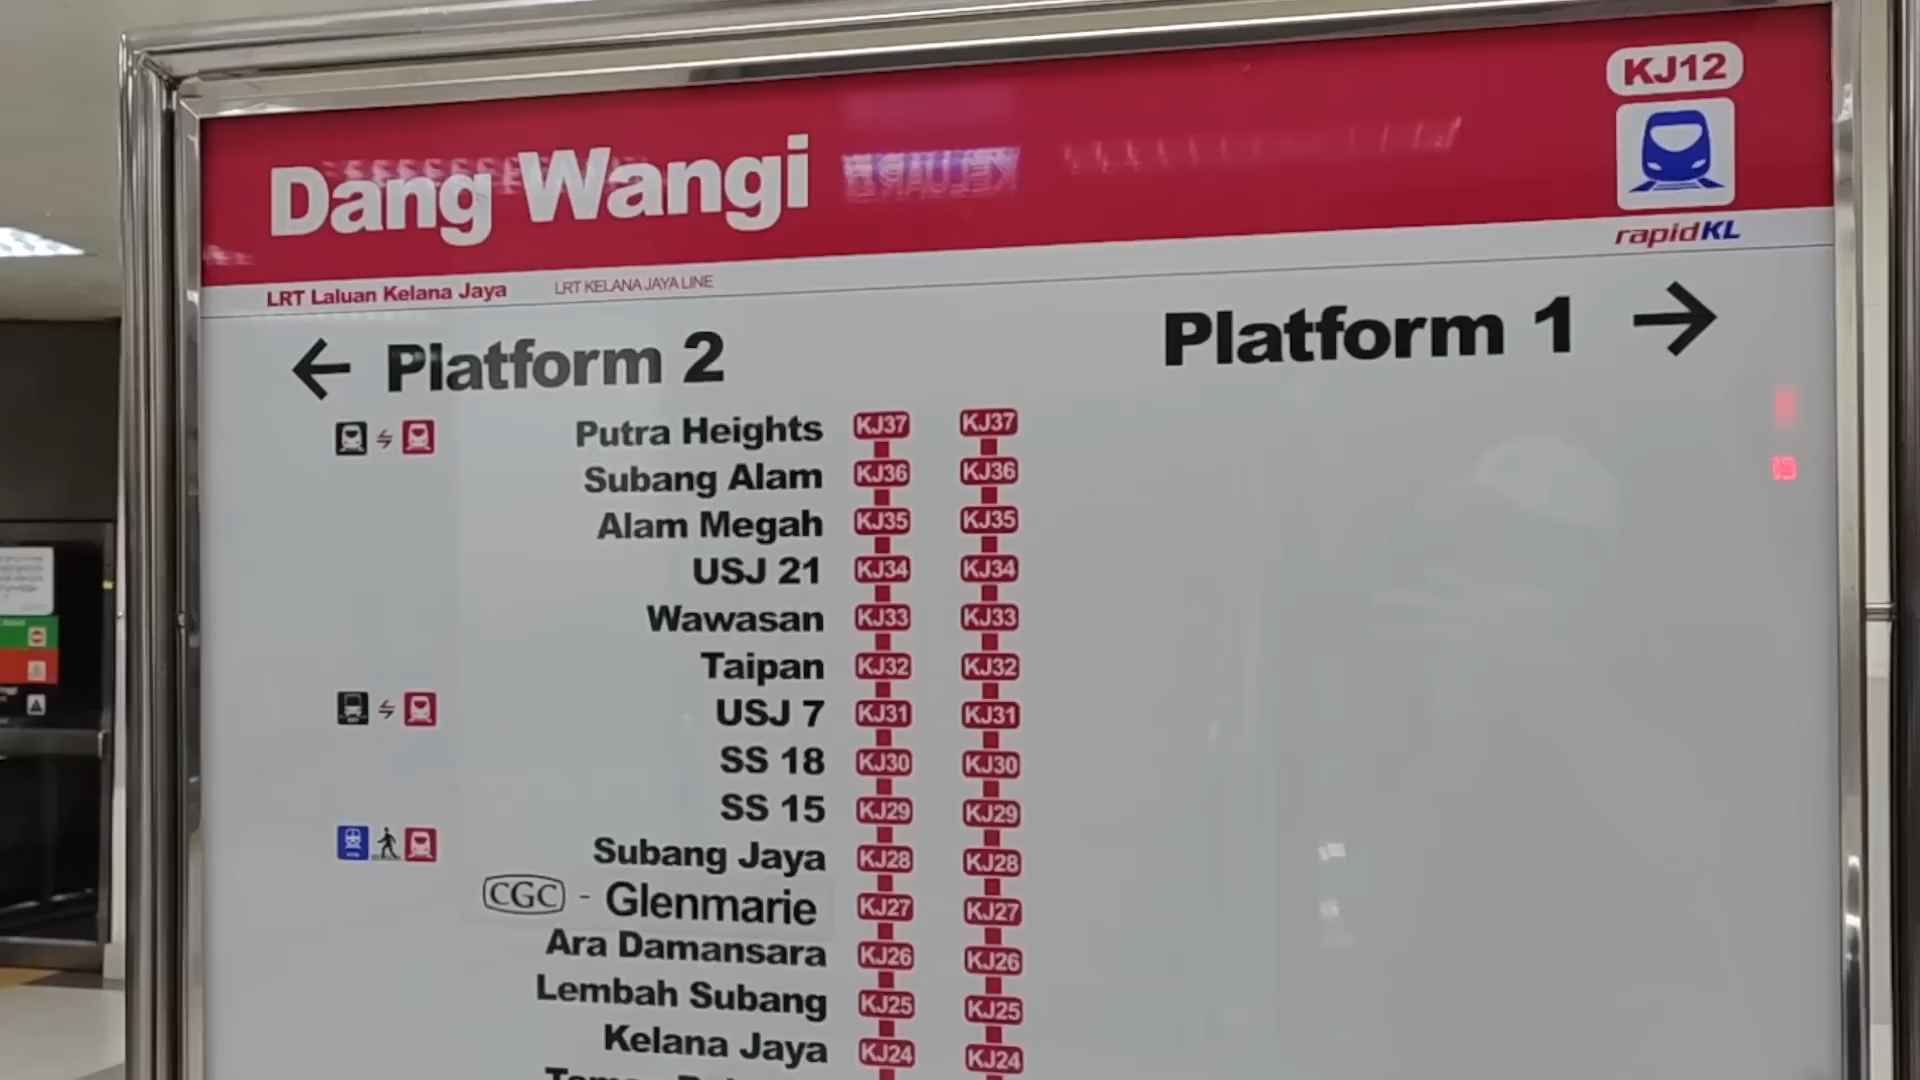 KJ12
Dang Wangi
rapidKL
LRT Laluan Kelana Jaya LRT KELANA JAYA LINE
← Platform 2
Platform 1 →
Putra Heights KJ37 KJ37
Subang Alam KJ36 KJ36
Alam Megah KJ35 KJ35
USJ 21 KJ34 KJ34
Wawasan KJ33 KJ33
Taipan KJ32 KJ32
USJ 7 KJ31 KJ31
SS 18 KJ30 KJ30
SS 15 KJ29 KJ29
Subang Jaya KJ28 KJ28
CGC - Glenmarie KJ27 KJ27
Ara Damansara KJ26 KJ26
Lembah Subang KJ25 KJ25
Kelana Jaya KJ24 KJ24